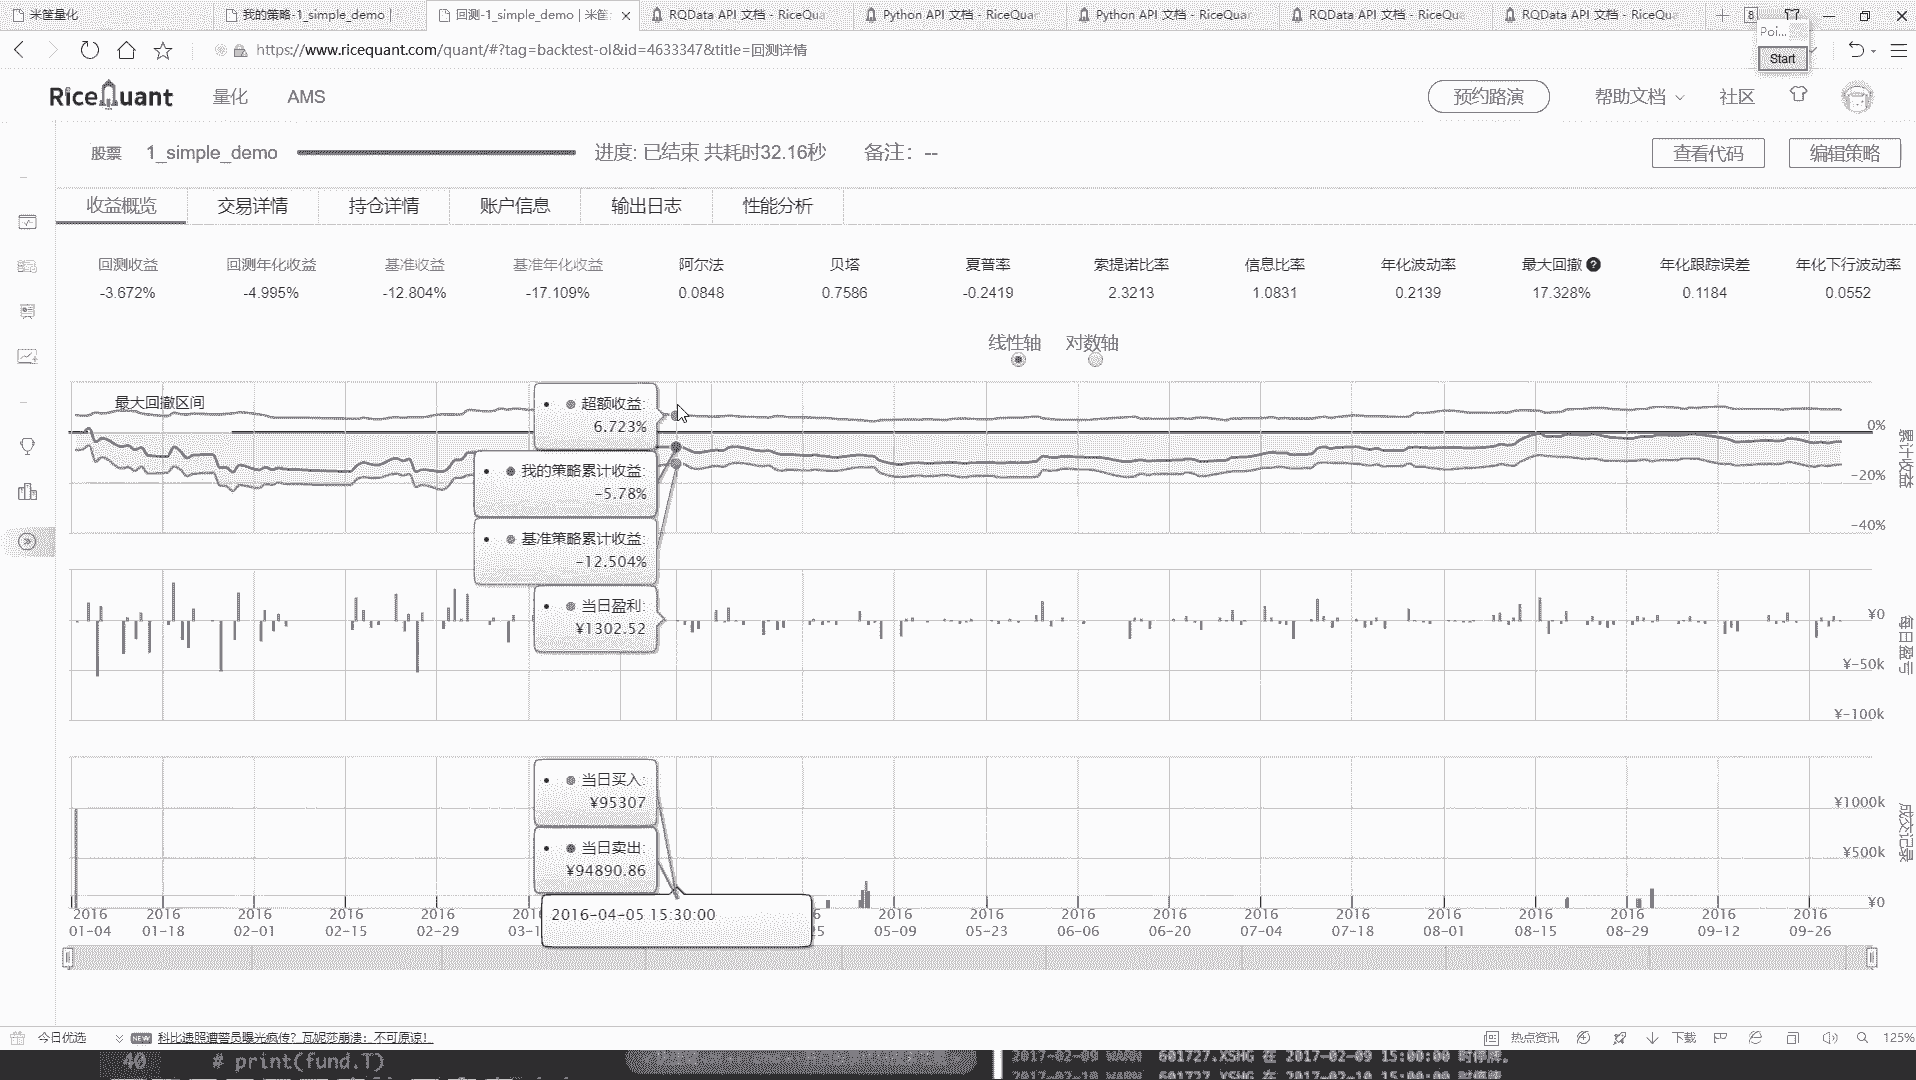 米筐量化
我的策略-1_simple_demo |
回测-1_simple_demo | 米筐
RQData API 文档 - RiceQua
Python API 文档 - RiceQuar
Python API 文档 - RiceQuar
RQData API 文档 - RiceQua
RQData API 文档 - RiceQua
8
Poi...
Start
https://www.ricequant.com/quant/#?tag=backtest-ol&id=4633347&title=回测详情
RiceQuant
量化
AMS
预约路演
帮助文档
社区
股票
1_simple_demo
进度: 已结束 共耗时32.16秒
备注: --
查看代码
编辑策略
收益概览
交易详情
持仓详情
账户信息
输出日志
性能分析
回测收益
回测年化收益
基准收益
基准年化收益
阿尔法
贝塔
夏普率
索提诺比率
信息比率
年化波动率
最大回撤
年化跟踪误差
年化下行波动率
-3.672%
-4.995%
-12.804%
-17.109%
0.0848
0.7586
-0.2419
2.3213
1.0831
0.2139
17.328%
0.1184
0.0552
线性轴
对数轴
最大回撤区间
超额收益:
6.723%
我的策略累计收益:
-5.78%
基准策略累计收益:
-12.504%
0%
-20%
-40%
累计收益
当日盈利:
¥1302.52
¥0
¥-50k
¥-100k
每日盈亏
当日买入:
¥95307
当日卖出:
¥94890.86
2016-04-05 15:30:00
¥1000k
¥500k
¥0
成交记录
2016 01-04
2016 01-18
2016 02-01
2016 02-15
2016 02-29
201 03-1
6 25
2016 05-09
2016 05-23
2016 06-06
2016 06-20
2016 07-04
2016 07-18
2016 08-01
2016 08-15
2016 08-29
2016 09-12
2016 09-26
今日优选
NEW
科比遗照遭警员曝光疯传？瓦妮莎崩溃：不可原谅！
热点资讯
下载
125%
40 # print(fund.T)
2017-02-09 WARN 601727.XSHG 在 2017-02-09 15:00:00 时停牌。
2017-02-10 WARN 601727.XSHG 在 2017-02-10 15:00:00 时停牌。